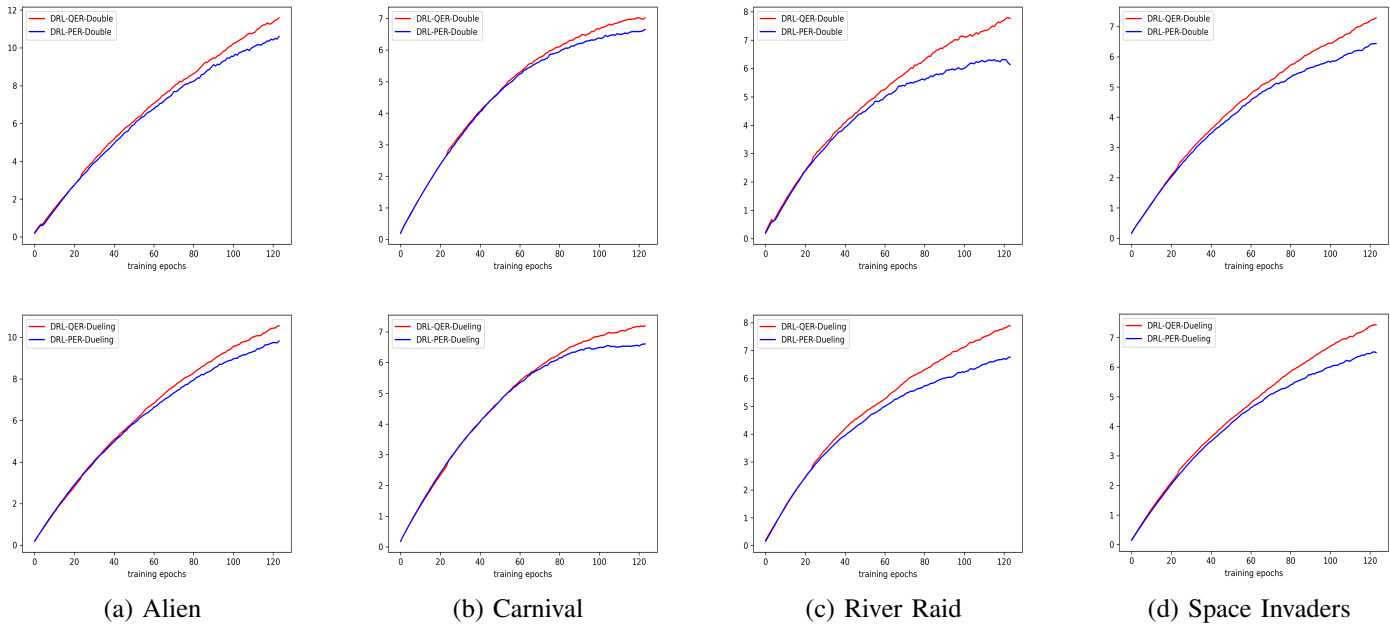 DRL-QER-Double
DRL-PER-Double
12
10
8
6
4
2
0
0 20 40 60 80 100 120
training epochs
DRL-QER-Double
DRL-PER-Double
7
6
5
4
3
2
1
0
0 20 40 60 80 100 120
training epochs
DRL-QER-Double
DRL-PER-Double
8
7
6
5
4
3
2
1
0
0 20 40 60 80 100 120
training epochs
DRL-QER-Double
DRL-PER-Double
7
6
5
4
3
2
1
0
0 20 40 60 80 100 120
training epochs
DRL-QER-Dueling
DRL-PER-Dueling
10
8
6
4
2
0
0 20 40 60 80 100 120
training epochs
DRL-QER-Dueling
DRL-PER-Dueling
7
6
5
4
3
2
1
0
0 20 40 60 80 100 120
training epochs
DRL-QER-Dueling
DRL-PER-Dueling
8
7
6
5
4
3
2
1
0
0 20 40 60 80 100 120
training epochs
DRL-QER-Dueling
DRL-PER-Dueling
7
6
5
4
3
2
1
0
0 20 40 60 80 100 120
training epochs
(a) Alien
(b) Carnival
(c) River Raid
(d) Space Invaders